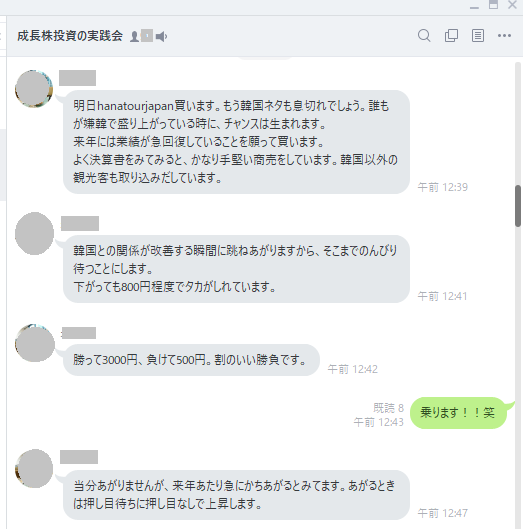 成長株投資の実践会
明日hanatourjapan買います。もう韓国ネタも息切れでしょう。誰も
が嫌韓で盛り上がっている時に、チャンスは生まれます。
来年には業績が急回復していることを願って買います。
よく決算書をみてみると、かなり手堅い商売をしています。韓国以外の
観光客も取り込みだしています。
午前 12:39
韓国との関係が改善する瞬間に跳ねあがりますから、そこまでのんびり
待つことにします。
下がっても800円程度でタカがしれています。
午前 12:41
勝って3000円、負けて500円。割のいい勝負です。
午前 12:42
既読 8
午前 12:43
乗ります！！笑
当分あがりませんが、来年あたり急にかちあがるとみてます。あがるとき
は押し目待ちに押し目なしで上昇します。
午前 12:47